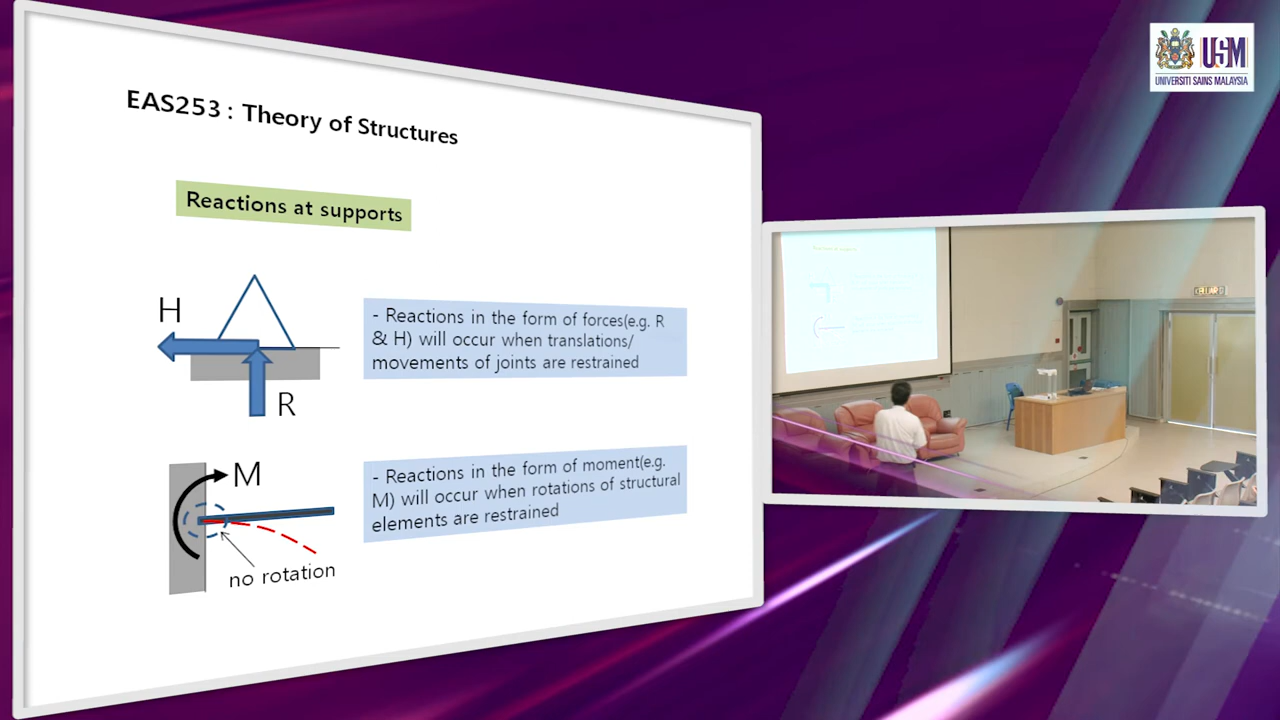 EAS253 : Theory of Structures
Reactions at supports
H
R
- Reactions in the form of forces(e.g. R
& H) will occur when translations/
movements of joints are restrained
M
no rotation
- Reactions in the form of moment(e.g.
M) will occur when rotations of structural
elements are restrained
USM
UNIVERSITI SAINS MALAYSIA